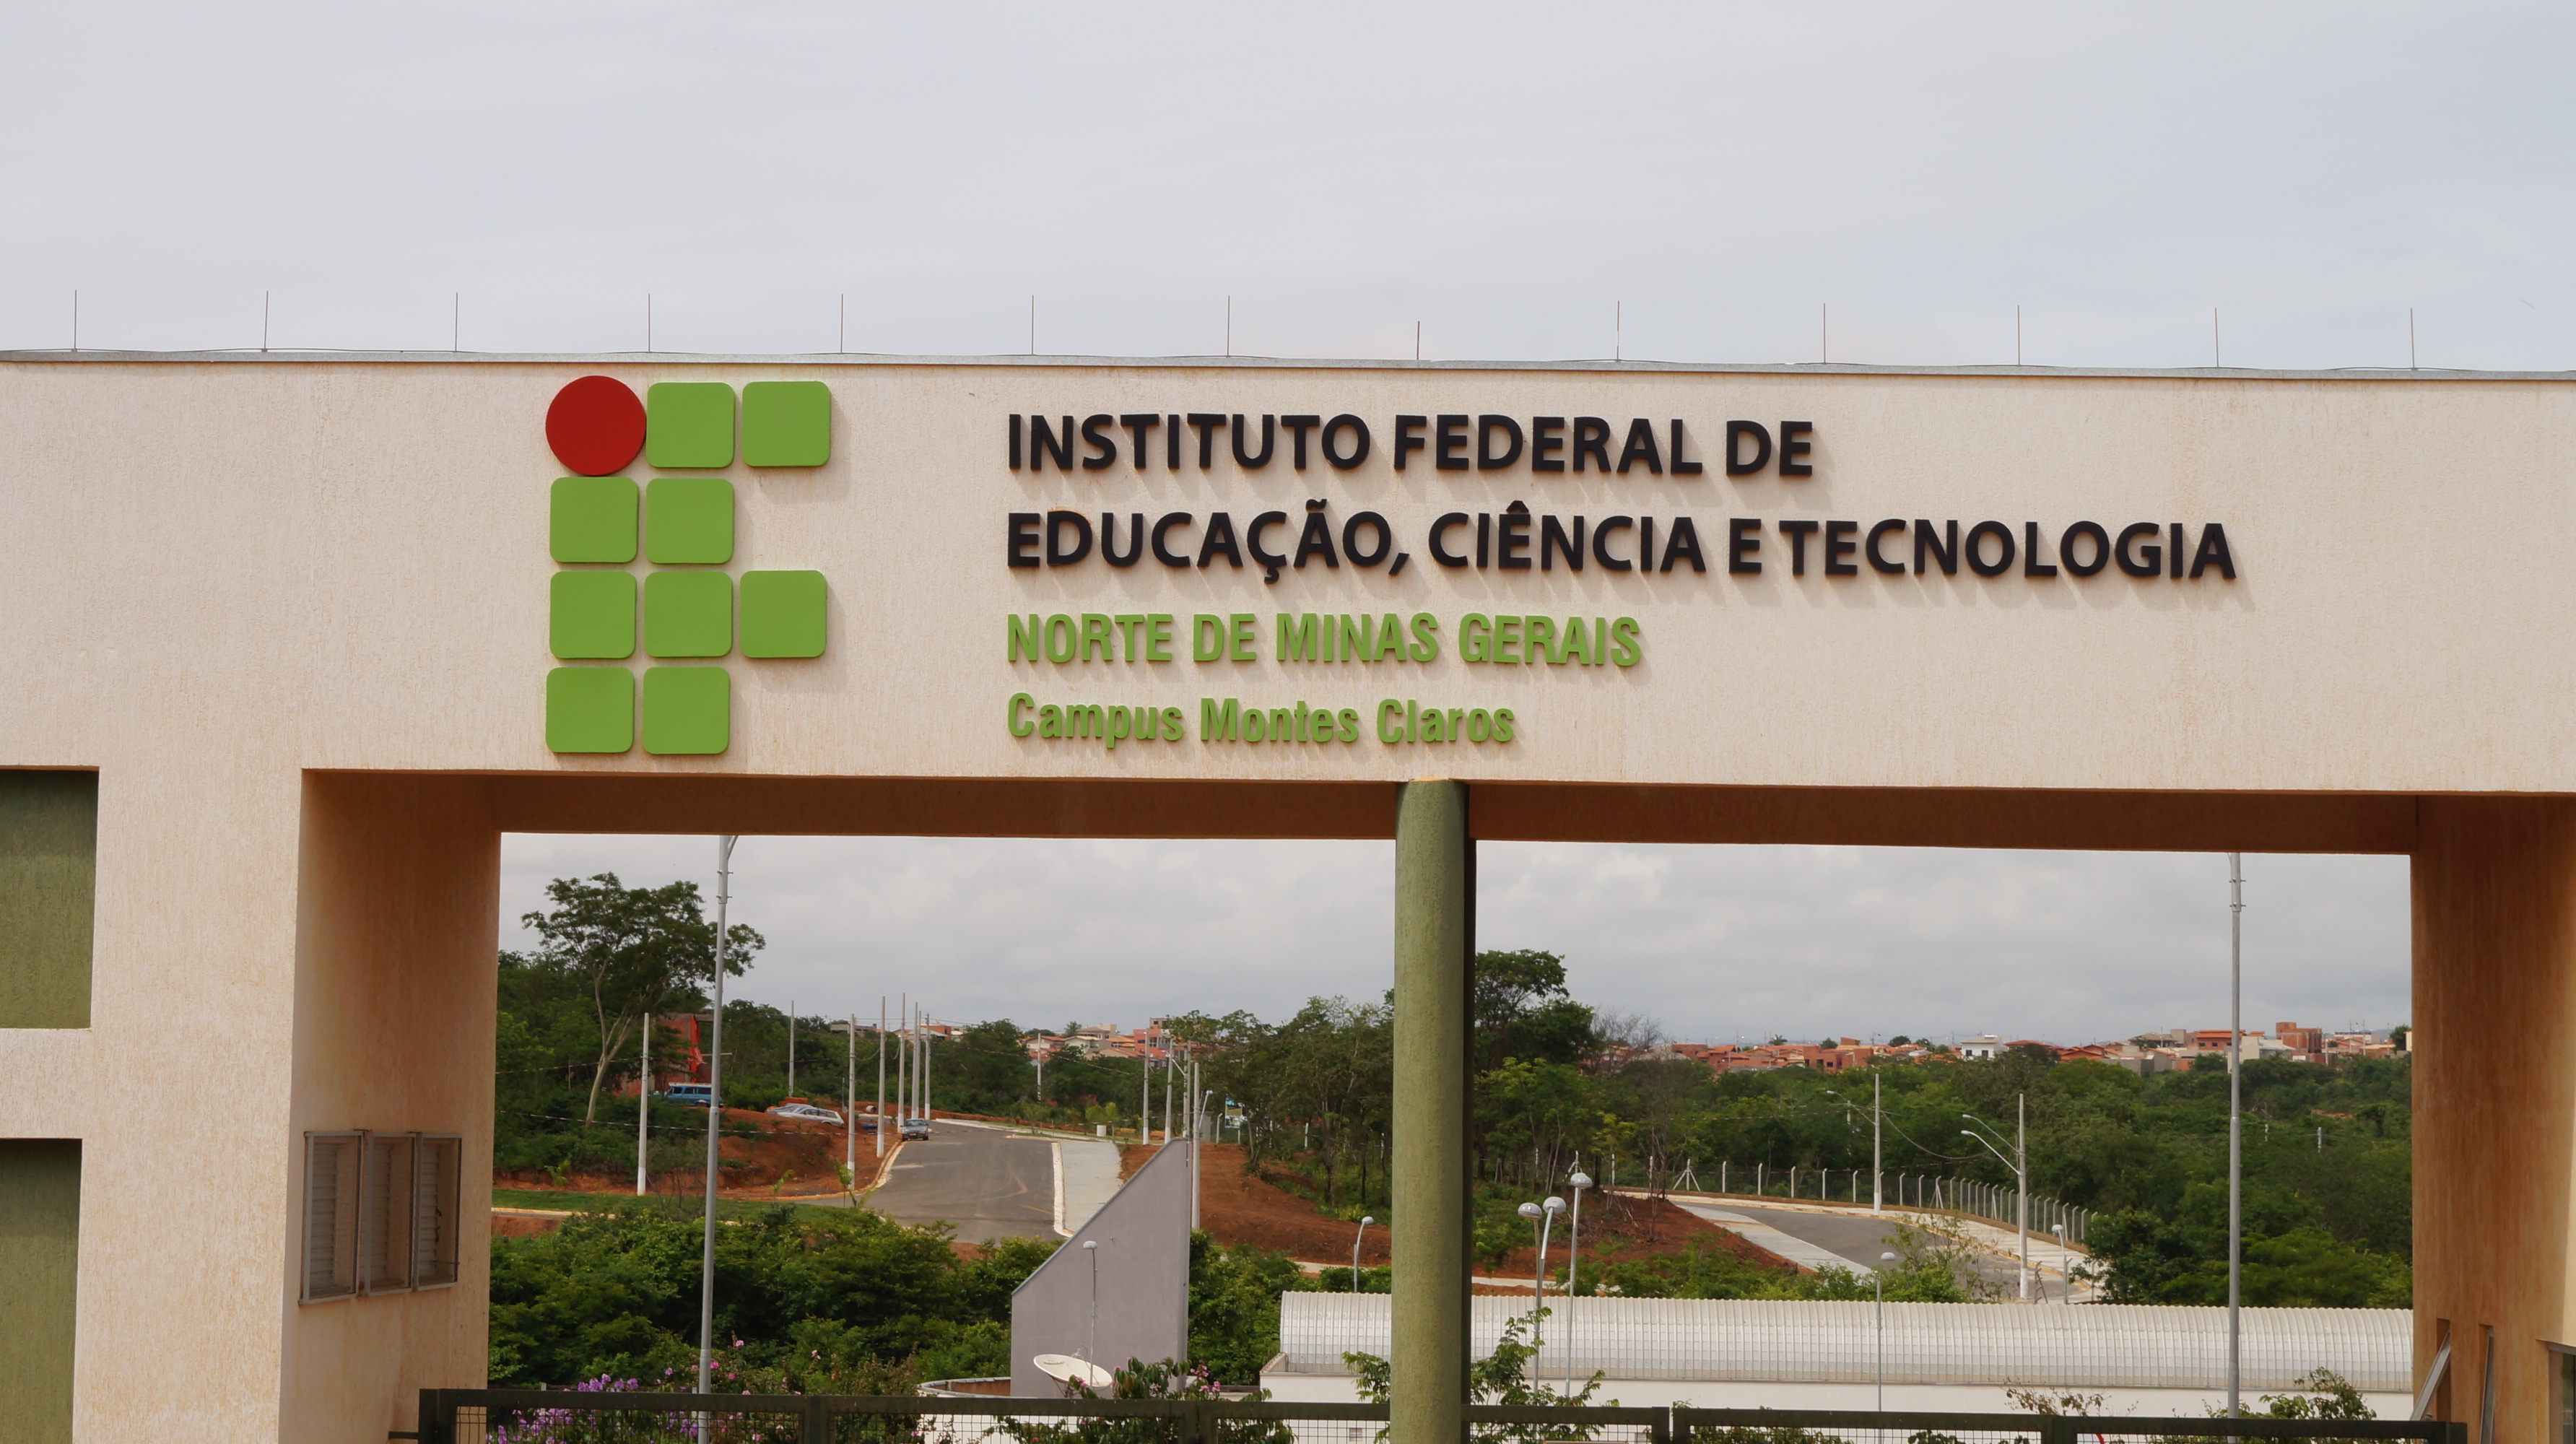 INSTITUTO FEDERAL DE
EDUCAÇÃO, CIÊNCIA E TECNOLOGIA
NORTE DE MINAS GERAIS
Campus Montes Claros